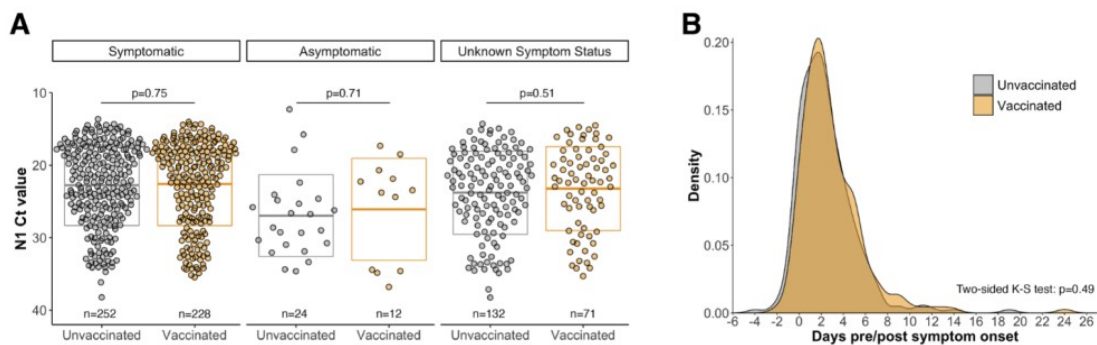 A
Symptomatic Asymptomatic Unknown Symptom Status
p=0.75 p=0.71 p=0.51
10
20
30
40
N1 Ct value
n=252 n=228 n=24 n=12 n=132 n=71
Unvaccinated Vaccinated Unvaccinated Vaccinated Unvaccinated Vaccinated
B
0.20
0.15
0.10
0.05
0.00
Density
Unvaccinated
Vaccinated
Two-sided K-S test: p=0.49
-6 -4 -2 0 2 4 6 8 10 12 14 16 18 20 22 24 26
Days pre/post symptom onset